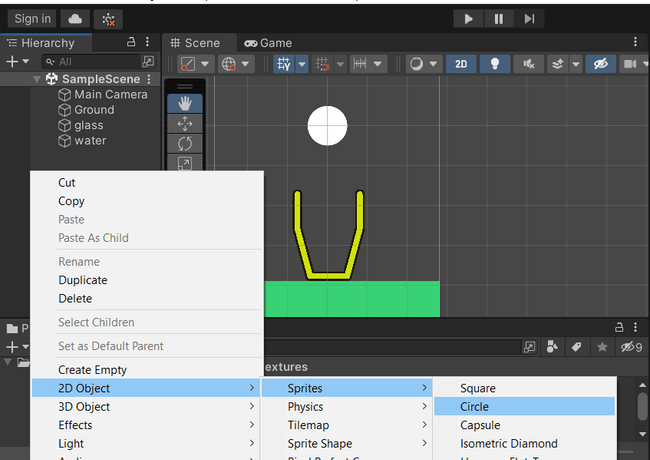 Sign in
Hierarchy
Scene
Game
All
2D
SampleScene
Main Camera
Ground
glass
water
Cut
Copy
Paste
Paste As Child
Rename
Duplicate
Delete
Select Children
Set as Default Parent
Create Empty
2D Object
3D Object
Effects
Light
P
9
extures
Sprites
Physics
Tilemap
Sprite Shape
Square
Circle
Capsule
Isometric Diamond